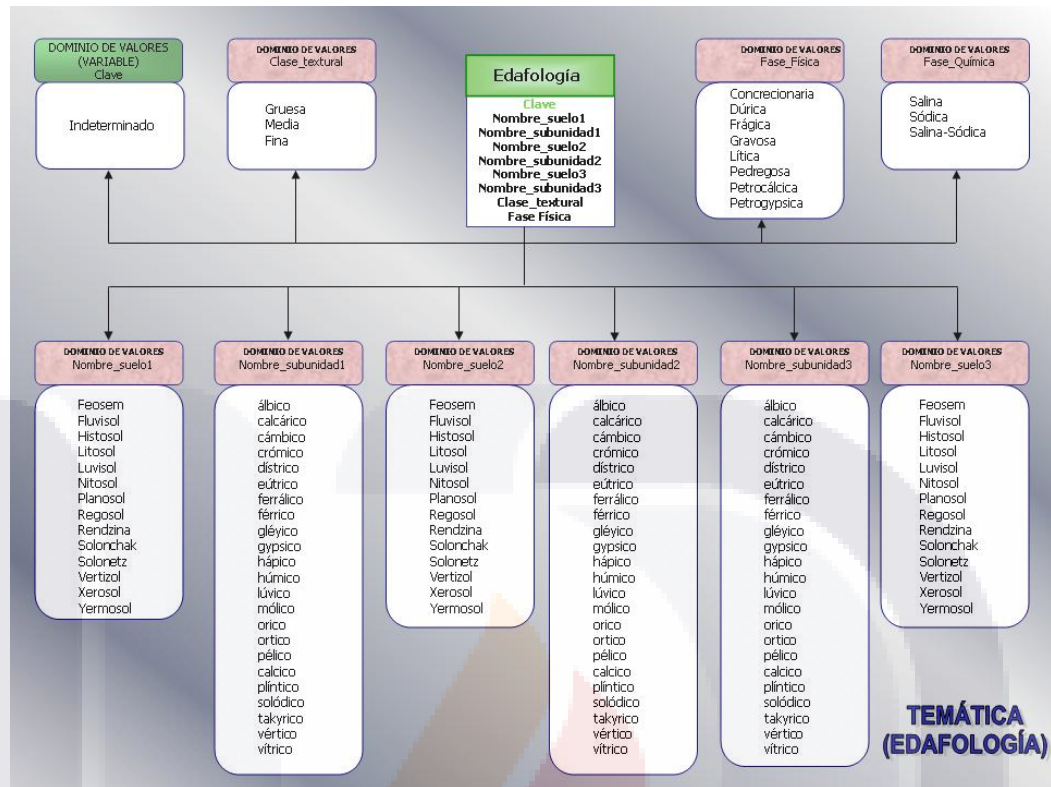 DOMINIO DE VALORES
(VARIABLE)
Clave
Indeterminado
DOMINIO DE VALORES
Clase_textural
Gruesa
Media
Fina
Edafología
Clave
Nombre_suelo1
Nombre_subunidad1
Nombre_suelo2
Nombre_subunidad2
Nombre_suelo3
Nombre_subunidad3
Clase_textural
Fase Física
DOMINIO DE VALORES
Fase_Física
Concrecionaria
Dúrica
Frágica
Gravosa
Lítica
Pedregosa
Petrocálcica
Petrogypsica
DOMINIO DE VALORES
Fase_Química
Salina
Sódica
Salina-Sódica
DOMINIO DE VALORES
Nombre_suelo1
Feosem
Fluvisol
Histosol
Litosol
Luvisol
Nitosol
Planosol
Regosol
Rendzina
Solonchak
Solonetz
Vertizol
Xerosol
Yermosol
DOMINIO DE VALORES
Nombre_subunidad1
álbico
calcárico
cámbico
crómico
dístrico
eútrico
ferrálico
férrico
gléyico
gypsico
hápico
húmico
lúvico
mólico
orico
ortico
pélico
calcico
plíntico
solódico
takyrico
vértico
vítrico
DOMINIO DE VALORES
Nombre_suelo2
Feosem
Fluvisol
Histosol
Litosol
Luvisol
Nitosol
Planosol
Regosol
Rendzina
Solonchak
Solonetz
Vertizol
Xerosol
Yermosol
DOMINIO DE VALORES
Nombre_subunidad2
álbico
calcárico
cámbico
crómico
dístrico
eútrico
ferrálico
férrico
gléyico
gypsico
hápico
húmico
lúvico
mólico
orico
ortico
pélico
calcico
plíntico
solódico
takyrico
vértico
vítrico
DOMINIO DE VALORES
Nombre_subunidad3
álbico
calcárico
cámbico
crómico
dístrico
eútrico
ferrálico
férrico
gléyico
gypsico
hápico
húmico
lúvico
mólico
orico
ortico
pélico
calcico
plíntico
solódico
takyrico
vértico
vítrico
DOMINIO DE VALORES
Nombre_suelo3
Feosem
Fluvisol
Histosol
Litosol
Luvisol
Nitosol
Planosol
Regosol
Rendzina
Solonchak
Solonetz
Vertizol
Xerosol
Yermosol
TEMÁTICA
(EDAFOLOGÍA)